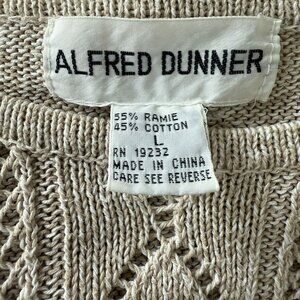 ALFRED DUNNER
55% RAMIE
45% COTTON
L
RN 19232
MADE IN CHINA
CARE SEE REVERSE